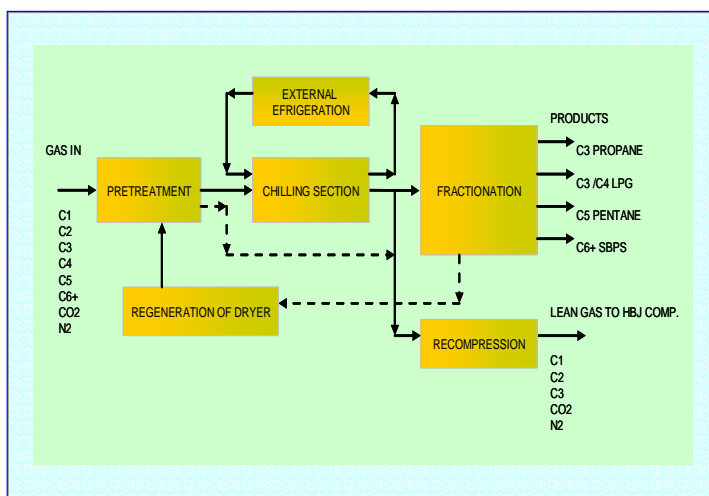 EXTERNAL
EFRIGERATION
PRODUCTS
GAS IN
C3 PROPANE
PRETREATMENT
CHILLING SECTION
FRACTIONATION
C3 /C4 LPG
C5 PENTANE
C6+ SBPS
C1
C2
C3
C4
C5
C6+
CO2
N2
REGENERATION OF DRYER
LEAN GAS TO HBJ COMP.
RECOMPRESSION
C1
C2
C3
CO2
N2